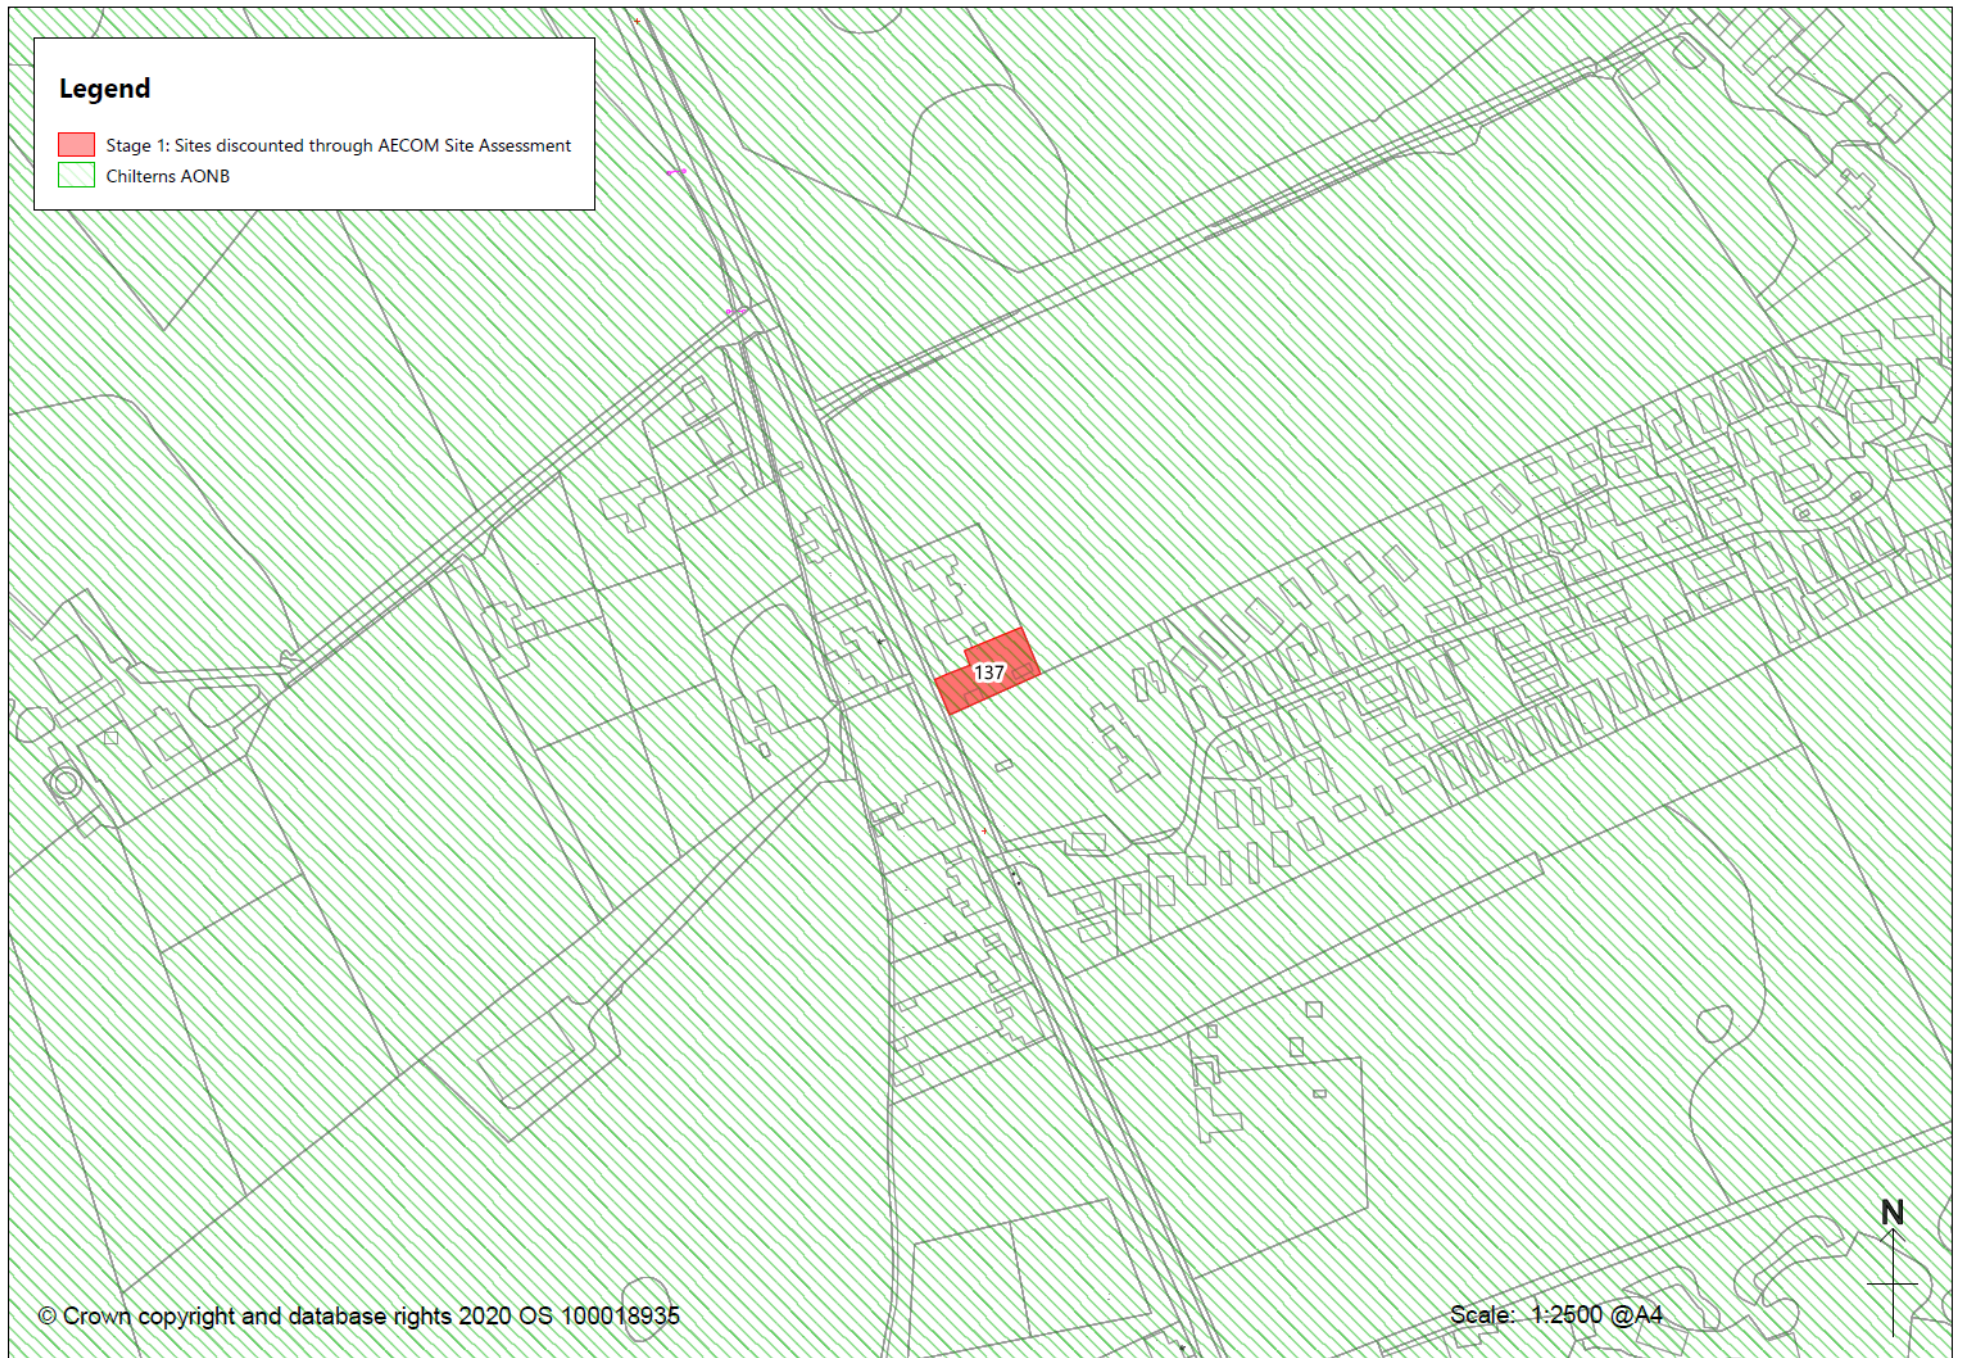 Legend
Stage 1: Sites discounted through AECOM Site Assessment
Chilterns AONB
137
N
© Crown copyright and database rights 2020 OS 100018935
Scale: 1:2500 @A4